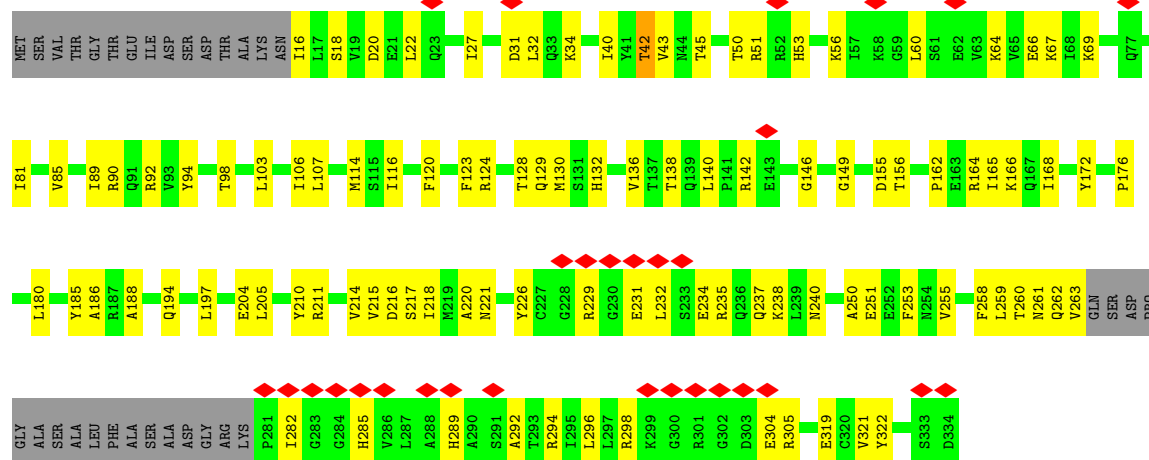 MET SER VAL THR GLY THR GLU ILE ASP SER ASP THR ALA LYS ASN I16 L17 S18 V19 D20 E21 L22 Q23 I27 D31 L32 Q33 K34 I40 Y41 T42 V43 N44 T45 T50 R51 R52 H53 K56 I57 K58 G59 L60 S61 E62 V63 K64 V65 E66 K67 I68 K69 Q77
I81 V85 I89 R90 Q91 R92 V93 Y94 T98 L103 I106 L107 M114 S115 I116 F120 F123 R124 T128 Q129 M130 S131 H132 V136 T137 T138 Q139 L140 P141 R142 E143 G146 G149 D155 T156 P162 E163 R164 I165 K166 Q167 I168 Y172 P176
L180 Y185 A186 R187 A188 Q194 L197 E204 L205 Y210 R211 V214 V215 D216 S217 I218 M219 A220 N221 Y226 C227 G228 R229 G230 E231 L232 S233 E234 R235 Q236 Q237 K238 L239 N240 A250 E251 E252 F253 N254 V255 F258 L259 T260 N261 Q262 V263 GLN SER ASP PRO
GLY ALA SER ALA LEU PHE ALA SER ALA ASP GLY ARG LYS P281 I282 G283 G284 H285 V286 L287 A288 H289 A290 S291 A292 T293 R294 I295 L296 L297 R298 K299 G300 R301 G302 D303 E304 R305 E319 C320 V321 Y322 S333 D334